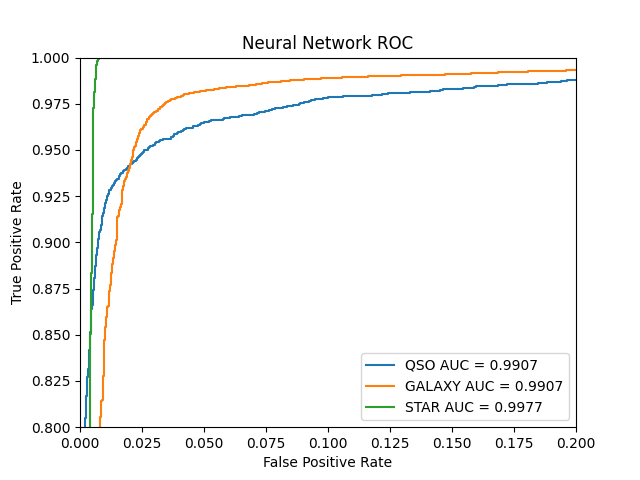 Neural Network ROC
True Positive Rate
1.000
0.975
0.950
0.925
0.900
0.875
0.850
0.825
0.800
0.000 0.025 0.050 0.075 0.100 0.125 0.150 0.175 0.200
False Positive Rate
QSO AUC = 0.9907
GALAXY AUC = 0.9907
STAR AUC = 0.9977